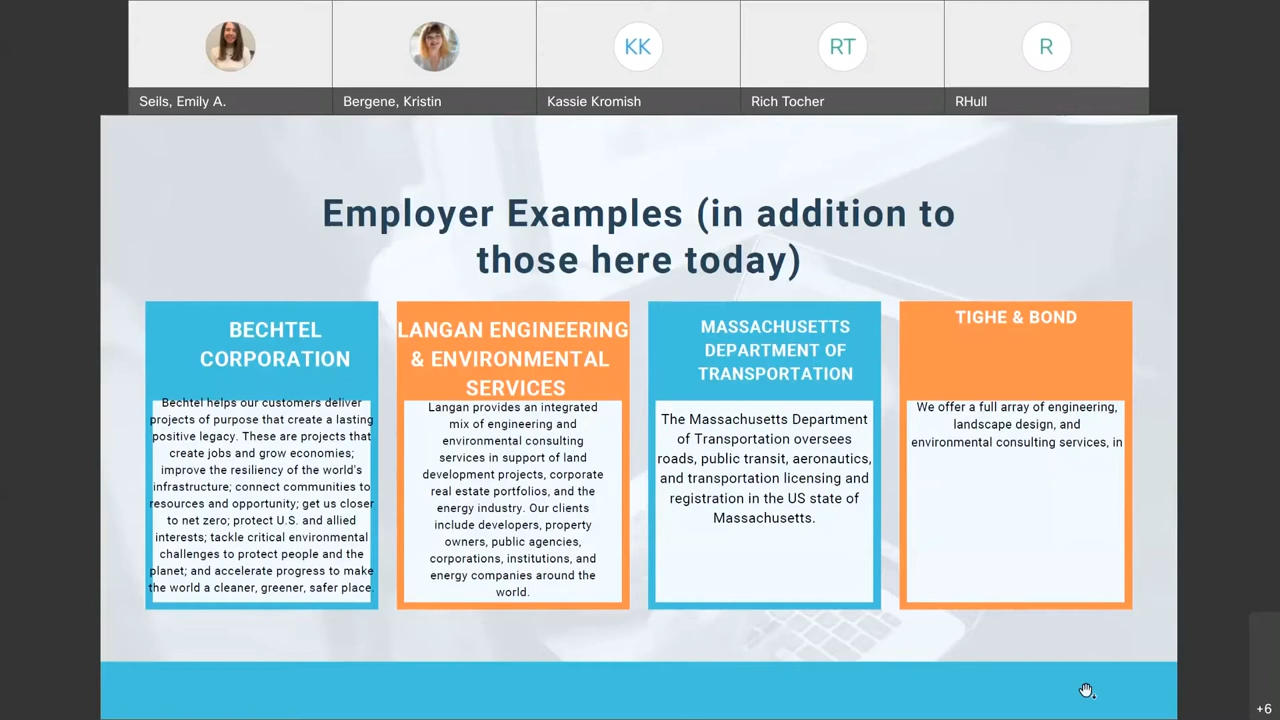 Seils, Emily A.
Bergene, Kristin
KK
Kassie Kromish
RT
Rich Tocher
R
RHull
Employer Examples (in addition to
those here today)
BECHTEL
CORPORATION
Bechtel helps our customers deliver
projects of purpose that create a lasting
positive legacy. These are projects that
create jobs and grow economies;
improve the resiliency of the world's
infrastructure; connect communities to
resources and opportunity; get us closer
to net zero; protect U.S. and allied
interests; tackle critical environmental
challenges to protect people and the
planet; and accelerate progress to make
the world a cleaner, greener, safer place.
LANGAN ENGINEERING
& ENVIRONMENTAL
SERVICES
Langan provides an integrated
mix of engineering and
environmental consulting
services in support of land
development projects, corporate
real estate portfolios, and the
energy industry. Our clients
include developers, property
owners, public agencies,
corporations, institutions, and
energy companies around the
world.
MASSACHUSETTS
DEPARTMENT OF
TRANSPORTATION
The Massachusetts Department
of Transportation oversees
roads, public transit, aeronautics,
and transportation licensing and
registration in the US state of
Massachusetts.
TIGHE & BOND
We offer a full array of engineering,
landscape design, and
environmental consulting services, in
+6